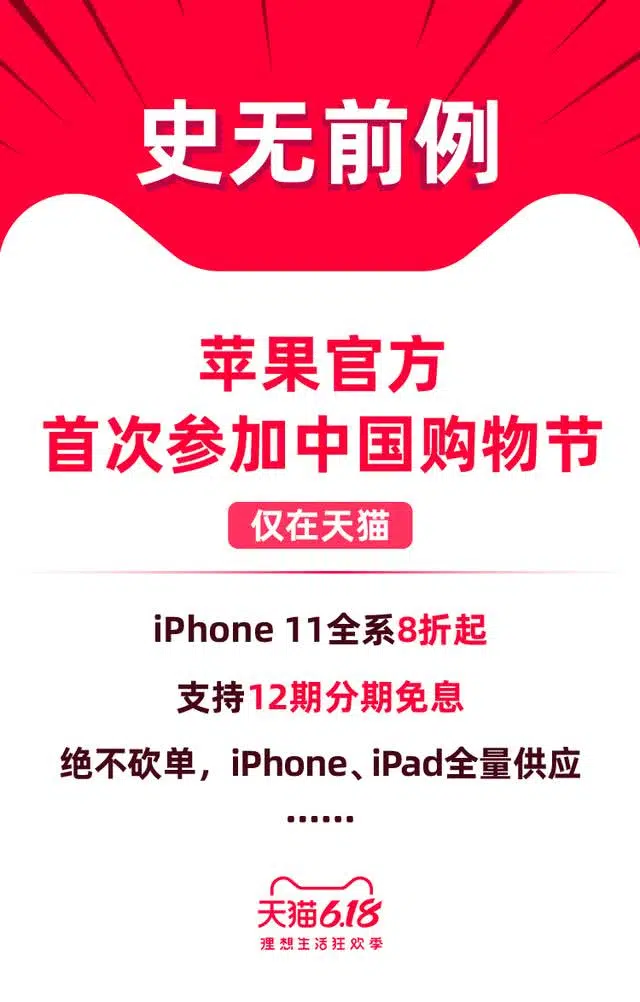 史无前例
苹果官方
首次参加中国购物节
仅在天猫
iPhone 11全系8折起
支持12期分期免息
绝不砍单，iPhone、iPad全量供应
……
天猫6.18
理想生活狂欢季